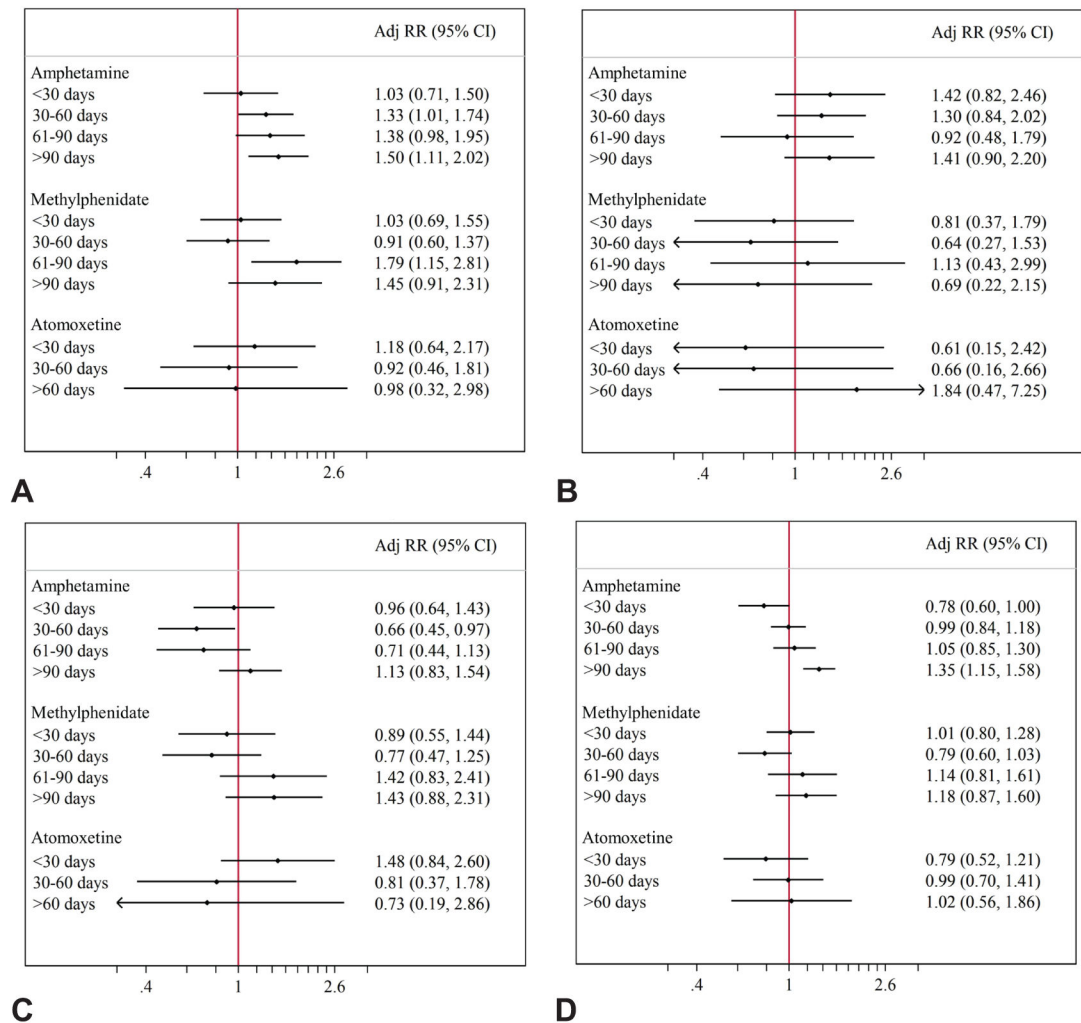 Adj RR (95% CI)
Amphetamine
<30 days 1.03 (0.71, 1.50)
30-60 days 1.33 (1.01, 1.74)
61-90 days 1.38 (0.98, 1.95)
>90 days 1.50 (1.11, 2.02)
Methylphenidate
<30 days 1.03 (0.69, 1.55)
30-60 days 0.91 (0.60, 1.37)
61-90 days 1.79 (1.15, 2.81)
>90 days 1.45 (0.91, 2.31)
Atomoxetine
<30 days 1.18 (0.64, 2.17)
30-60 days 0.92 (0.46, 1.81)
>60 days 0.98 (0.32, 2.98)
.4 1 2.6
A
Adj RR (95% CI)
Amphetamine
<30 days 1.42 (0.82, 2.46)
30-60 days 1.30 (0.84, 2.02)
61-90 days 0.92 (0.48, 1.79)
>90 days 1.41 (0.90, 2.20)
Methylphenidate
<30 days 0.81 (0.37, 1.79)
30-60 days 0.64 (0.27, 1.53)
61-90 days 1.13 (0.43, 2.99)
>90 days 0.69 (0.22, 2.15)
Atomoxetine
<30 days 0.61 (0.15, 2.42)
30-60 days 0.66 (0.16, 2.66)
>60 days 1.84 (0.47, 7.25)
.4 1 2.6
B
Adj RR (95% CI)
Amphetamine
<30 days 0.96 (0.64, 1.43)
30-60 days 0.66 (0.45, 0.97)
61-90 days 0.71 (0.44, 1.13)
>90 days 1.13 (0.83, 1.54)
Methylphenidate
<30 days 0.89 (0.55, 1.44)
30-60 days 0.77 (0.47, 1.25)
61-90 days 1.42 (0.83, 2.41)
>90 days 1.43 (0.88, 2.31)
Atomoxetine
<30 days 1.48 (0.84, 2.60)
30-60 days 0.81 (0.37, 1.78)
>60 days 0.73 (0.19, 2.86)
.4 1 2.6
C
Adj RR (95% CI)
Amphetamine
<30 days 0.78 (0.60, 1.00)
30-60 days 0.99 (0.84, 1.18)
61-90 days 1.05 (0.85, 1.30)
>90 days 1.35 (1.15, 1.58)
Methylphenidate
<30 days 1.01 (0.80, 1.28)
30-60 days 0.79 (0.60, 1.03)
61-90 days 1.14 (0.81, 1.61)
>90 days 1.18 (0.87, 1.60)
Atomoxetine
<30 days 0.79 (0.52, 1.21)
30-60 days 0.99 (0.70, 1.41)
>60 days 1.02 (0.56, 1.86)
.4 1 2.6
D